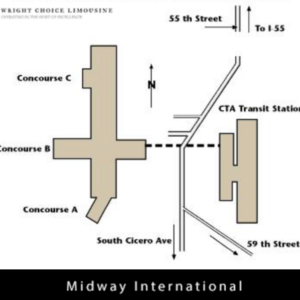 WRIGHT CHOICE LIMOUSINE
55 th Street
To I-55
Concourse C
N
CTA Transit Station
Concourse B
Concourse A
South Cicero Ave
59 th Street
Midway International